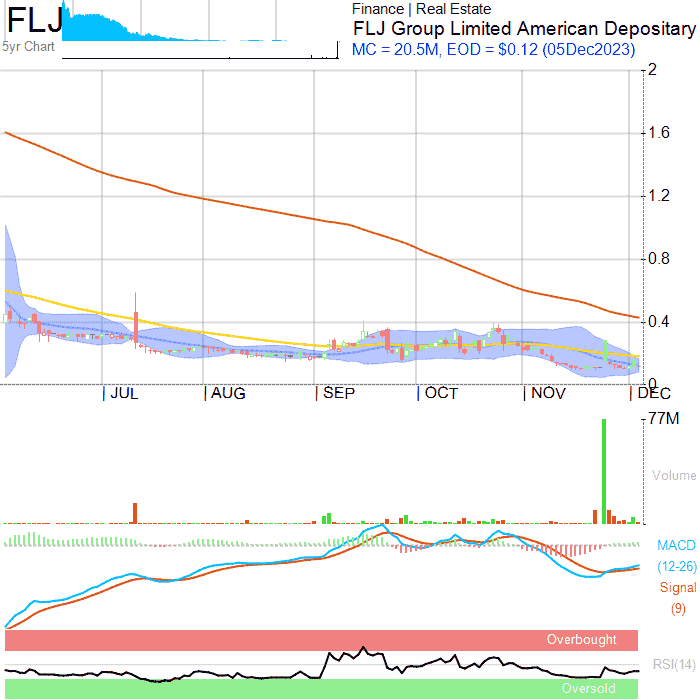 FLJ
5yr Chart
Finance | Real Estate
FLJ Group Limited American Depositary
MC = 20.5M, EOD = $0.12 (05Dec2023)
2
1.6
1.2
0.8
0.4
0
JUL AUG SEP OCT NOV DEC
77M
Volume
MACD
(12-26)
Signal
(9)
Overbought
RSI(14)
Oversold